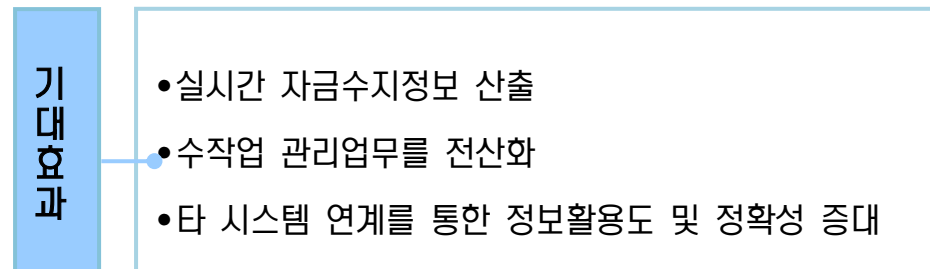 기대효과
•실시간 자금수지정보 산출
•수작업 관리업무를 전산화
•타 시스템 연계를 통한 정보활용도 및 정확성 증대